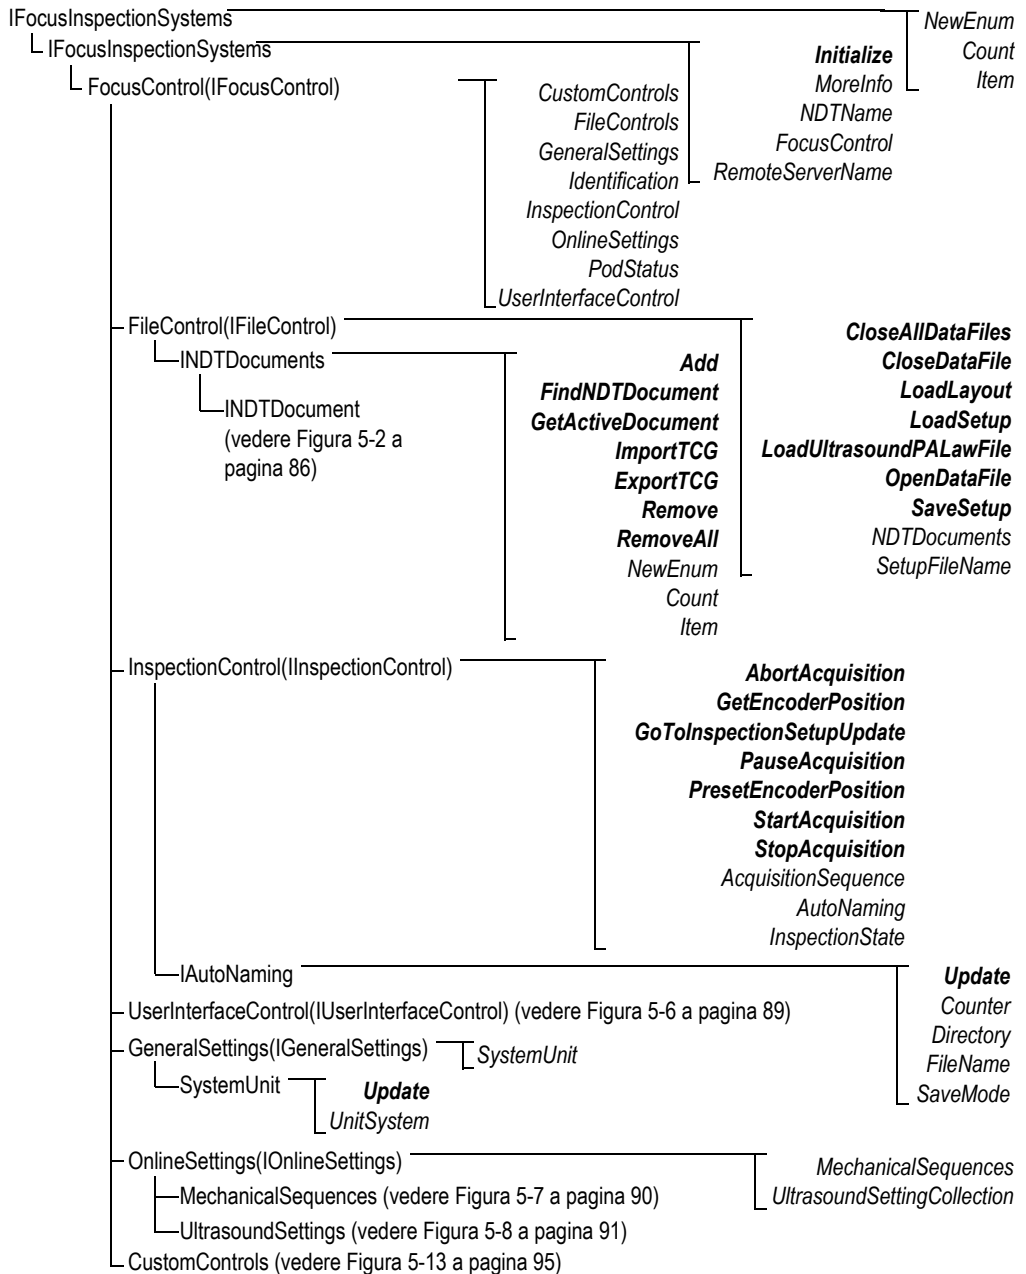 IFocusInspectionSystems
NewEnum
Count
Item
IFocusInspectionSystems
Initialize
MoreInfo
NDTName
FocusControl
RemoteServerName
FocusControl(IFocusControl)
CustomControls
FileControls
GeneralSettings
Identification
InspectionControl
OnlineSettings
PodStatus
UserInterfaceControl
FileControl(IFileControl)
CloseAllDataFiles
CloseDataFile
LoadLayout
LoadSetup
LoadUltrasoundPALawFile
OpenDataFile
SaveSetup
NDTDocuments
SetupFileName
INDTDocuments
Add
FindNDTDocument
GetActiveDocument
ImportTCG
ExportTCG
Remove
RemoveAll
NewEnum
Count
Item
INDTDocument
(vedere Figura 5-2 a
pagina 86)
InspectionControl(IInspectionControl)
AbortAcquisition
GetEncoderPosition
GoToInspectionSetupUpdate
PauseAcquisition
PresetEncoderPosition
StartAcquisition
StopAcquisition
AcquisitionSequence
AutoNaming
InspectionState
IAutoNaming
Update
Counter
Directory
FileName
SaveMode
UserInterfaceControl(IUserInterfaceControl) (vedere Figura 5-6 a pagina 89)
GeneralSettings(IGeneralSettings)
SystemUnit
SystemUnit
Update
UnitSystem
OnlineSettings(IOnlineSettings)
MechanicalSequences
UltrasoundSettingCollection
MechanicalSequences (vedere Figura 5-7 a pagina 90)
UltrasoundSettings (vedere Figura 5-8 a pagina 91)
CustomControls (vedere Figura 5-13 a pagina 95)